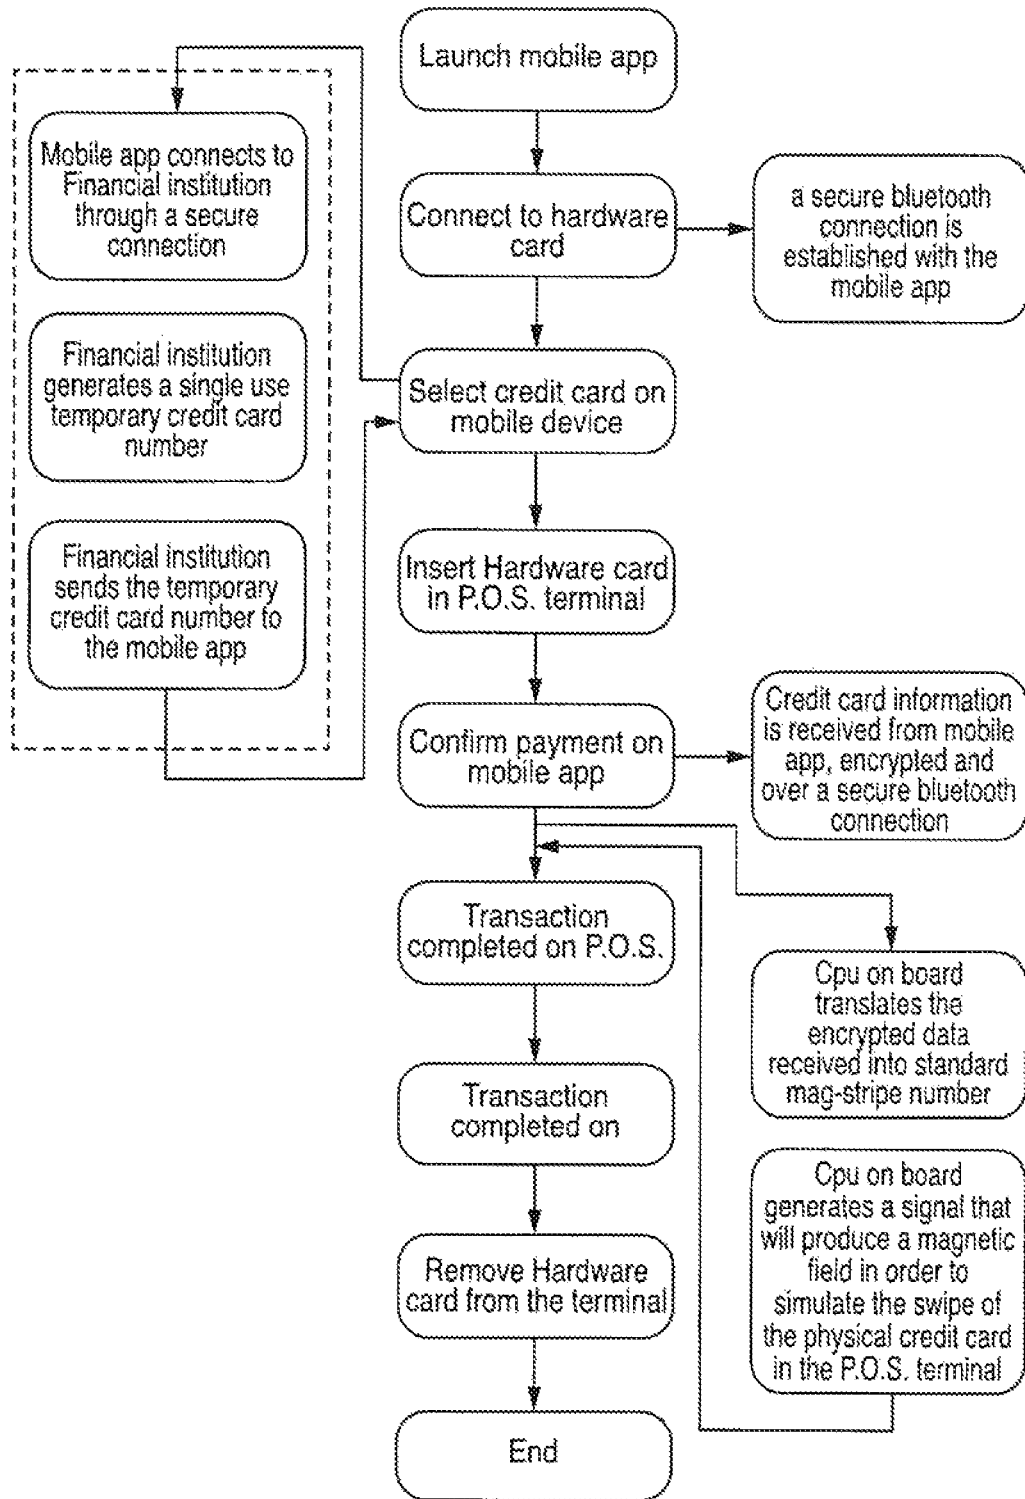 Launch mobile app
Mobile app connects to
Financial institution
through a secure
connection
Connect to hardware
card
a secure bluetooth
connection is
established with the
mobile app
Financial institution
generates a single use
temporary credit card
number
Select credit card on
mobile device
Financial institution
sends the temporary
credit card number to
the mobile app
Insert Hardware card
in P.O.S. terminal
Confirm payment on
mobile app
Credit card information
is received from mobile
app, encrypted and
over a secure bluetooth
connection
Transaction
completed on P.O.S.
Cpu on board
translates the
encrypted data
received into standard
mag-stripe number
Transaction
completed on
Cpu on board
generates a signal that
will produce a magnetic
field in order to
simulate the swipe of
the physical credit card
in the P.O.S. terminal
Remove Hardware
card from the terminal
End